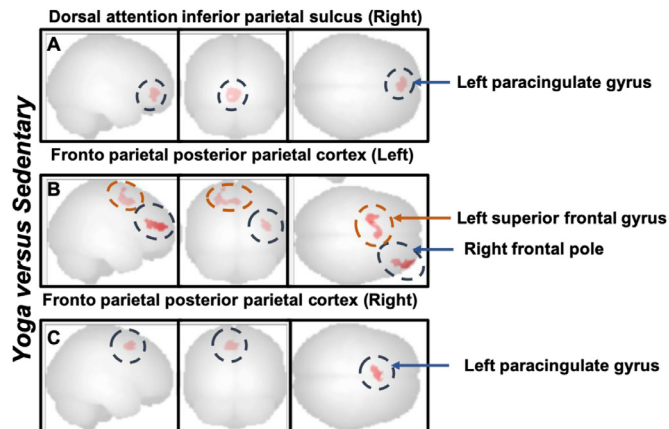 Dorsal attention inferior parietal sulcus (Right)
A
Left paracingulate gyrus
Yoga versus Sedentary
Fronto parietal posterior parietal cortex (Left)
B
Left superior frontal gyrus
Right frontal pole
Fronto parietal posterior parietal cortex (Right)
C
Left paracingulate gyrus